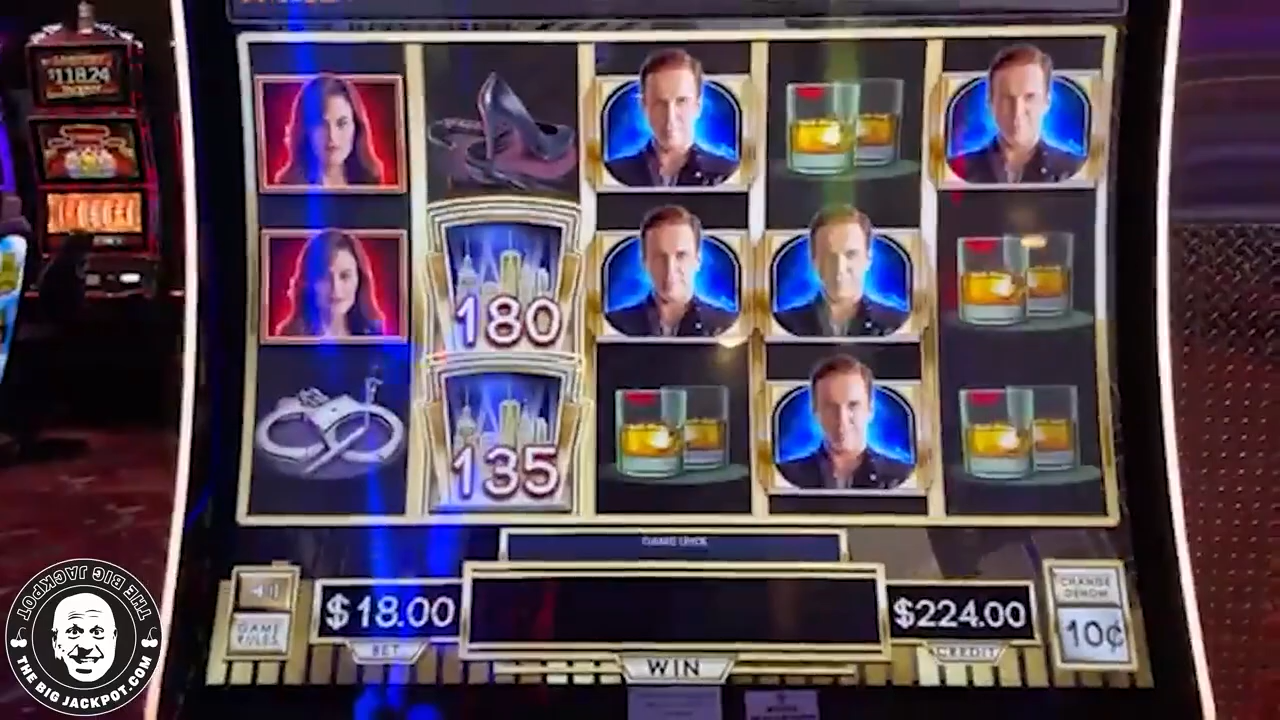 $118.24
180
135
GAME OVER
GAME
RULES
$18.00
BET
WIN
$224.00
CREDIT
CHANGE
DENOM
10¢
THE BIG JACKPOT
THE BIG JACKPOT.COM